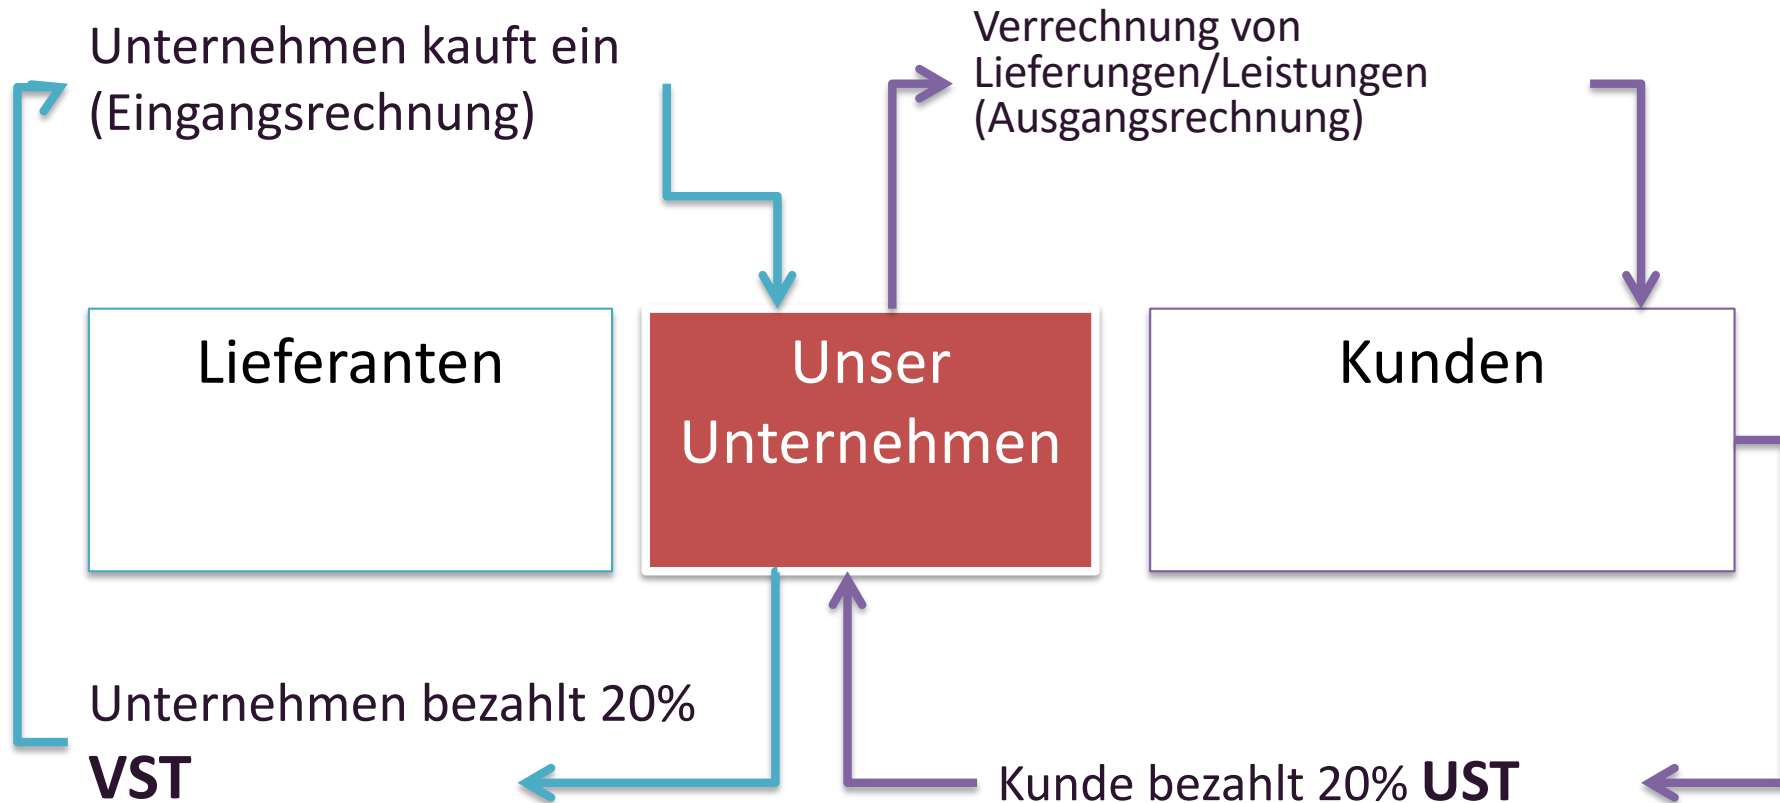 Unternehmen kauft ein
(Eingangsrechnung)
Verrechnung von
Lieferungen/Leistungen
(Ausgangsrechnung)
Lieferanten
Unser
Unternehmen
Kunden
Unternehmen bezahlt 20%
VST
Kunde bezahlt 20% UST